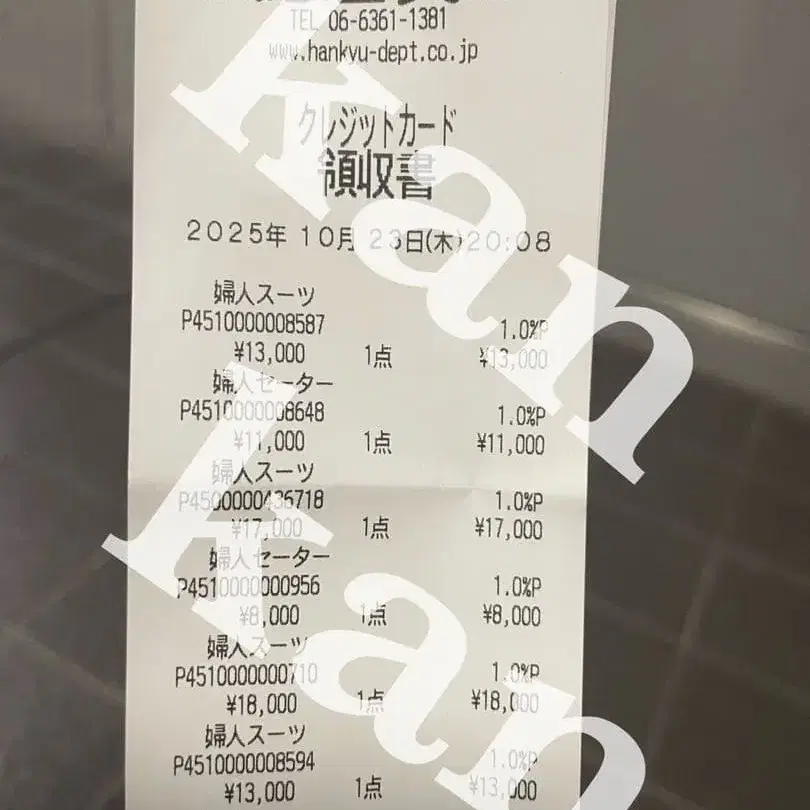 TEL 06-6361-1381
www.hankyu-dept.co.jp
クレジットカード
領収書
2025年 10月 23日(木)20:08
婦人スーツ
P4510000008587 1.0%P
¥13,000 1点 ¥13,000
婦人セーター
P4510000008648 1.0%P
¥11,000 1点 ¥11,000
婦人スーツ
P4500000436718 1.0%P
¥17,000 1点 ¥17,000
婦人セーター
P4510000000956 1.0%P
¥8,000 1点 ¥8,000
婦人スーツ
P4510000000710 1.0%P
¥18,000 1点 ¥18,000
婦人スーツ
P4510000008594 1.0%P
¥13,000 1点 ¥13,000
kan
kan